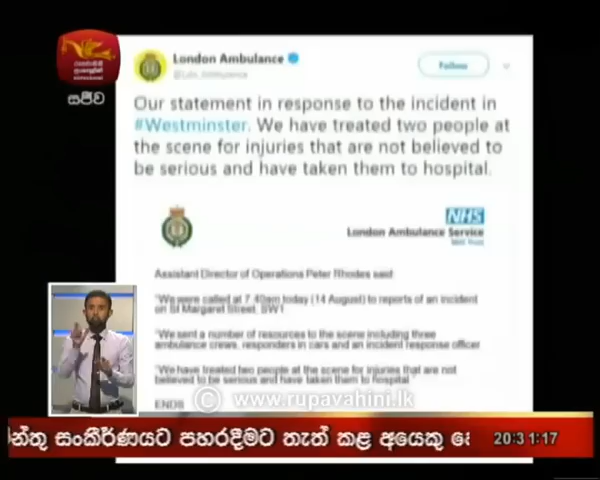 London Ambulance
Follow
සජීව
Our statement in response to the incident in
#Westminster. We have treated two people at
the scene for injuries that are not believed to
be serious and have taken them to hospital.
NHS
London Ambulance Service
NHS Trust
Assistant Director of Operations Peter Rhodes said:
"We were called at 7.40am today (14 August) to reports of an incident
on St Margaret Street, SW1
"We sent a number of resources to the scene including three
ambulance crews, responders in cars and an incident response officer
"We have treated two people at the scene for injuries that are not
believed to be serious and have taken them to hospital
ENDS
© www.rupavahini.lk
න්තු සංකීර්ණයට පහරදීමට තැත් කළ අයෙකු
20:31:17